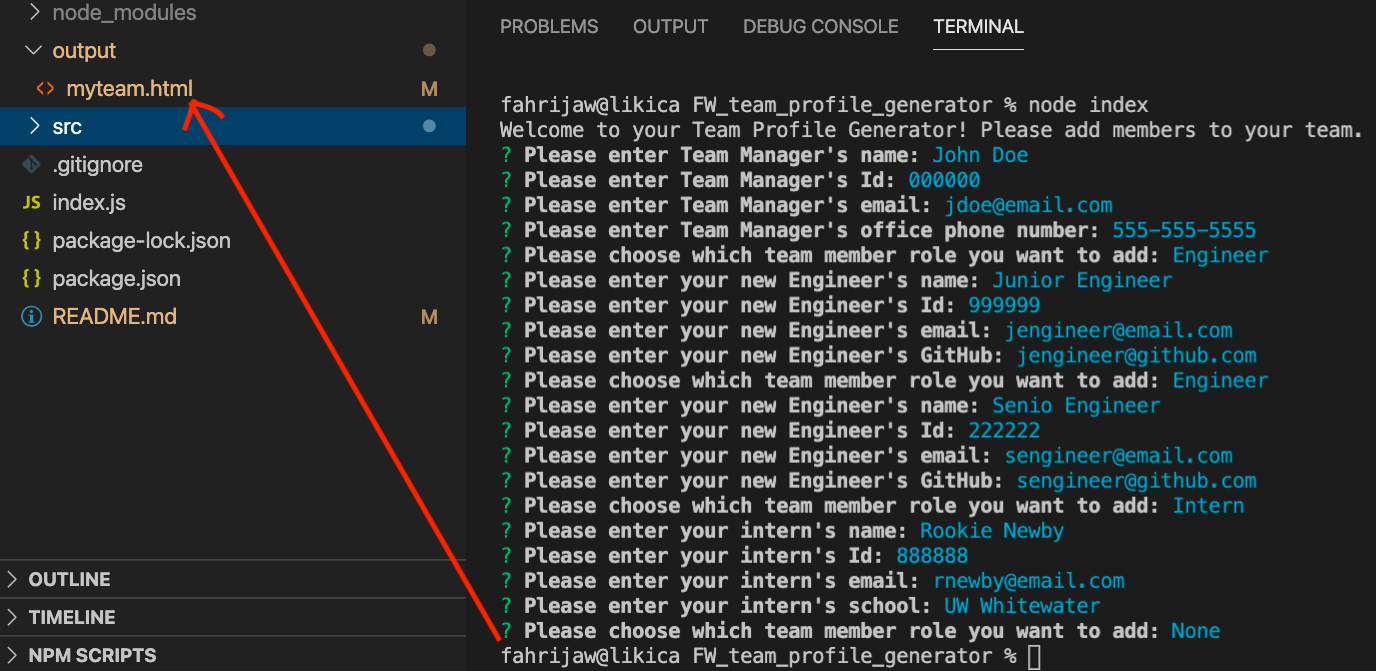 node_modules
output
myteam.html M
src
.gitignore
JS index.js
{} package-lock.json
{} package.json
README.md M
OUTLINE
TIMELINE
NPM SCRIPTS
PROBLEMS OUTPUT DEBUG CONSOLE TERMINAL
fahrijaw@likica FW_team_profile_generator % node index
Welcome to your Team Profile Generator! Please add members to your team.
? Please enter Team Manager's name: John Doe
? Please enter Team Manager's Id: 000000
? Please enter Team Manager's email: jdoe@email.com
? Please enter Team Manager's office phone number: 555-555-5555
? Please choose which team member role you want to add: Engineer
? Please enter your new Engineer's name: Junior Engineer
? Please enter your new Engineer's Id: 999999
? Please enter your new Engineer's email: jengineer@email.com
? Please enter your new Engineer's GitHub: jengineer@github.com
? Please choose which team member role you want to add: Engineer
? Please enter your new Engineer's name: Senio Engineer
? Please enter your new Engineer's Id: 222222
? Please enter your new Engineer's email: sengineer@email.com
? Please enter your new Engineer's GitHub: sengineer@github.com
? Please choose which team member role you want to add: Intern
? Please enter your intern's name: Rookie Newby
? Please enter your intern's Id: 888888
? Please enter your intern's email: rnewby@email.com
? Please enter your intern's school: UW Whitewater
? Please choose which team member role you want to add: None
fahrijaw@likica FW_team_profile_generator %